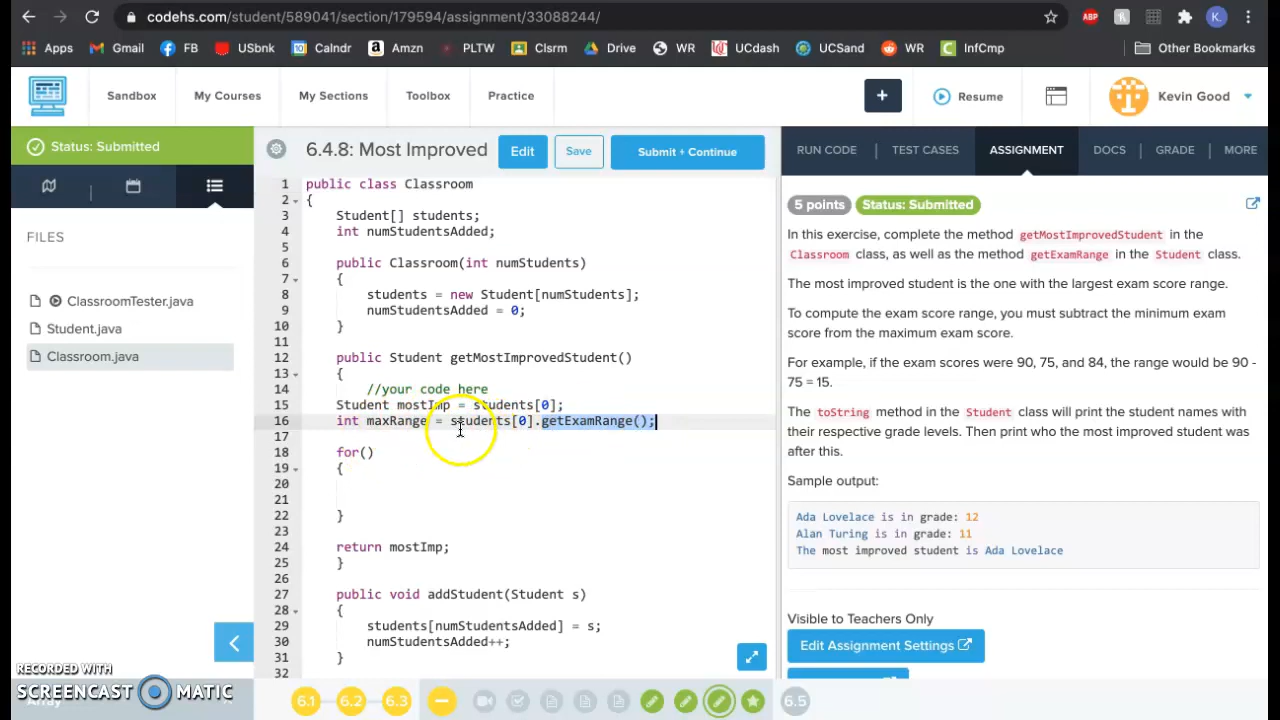 codehs.com/student/589041/section/179594/assignment/33088244/
ABP
K.
Apps Gmail FB USbnk Calndr Amzn PLTW Clsrm Drive WR UCdash UCSand WR InfCmp Other Bookmarks
Sandbox My Courses My Sections Toolbox Practice + Resume Kevin Good
Status: Submitted
6.4.8: Most Improved Edit Save Submit + Continue
RUN CODE TEST CASES ASSIGNMENT DOCS GRADE MORE
FILES
ClassroomTester.java
Student.java
Classroom.java
1 public class Classroom
2 {
3 Student[] students;
4 int numStudentsAdded;
5
6 public Classroom(int numStudents)
7 {
8 students = new Student[numStudents];
9 numStudentsAdded = 0;
10 }
11
12 public Student getMostImprovedStudent()
13 {
14 //your code here
15 Student mostImp = students[0];
16 int maxRange = students[0].getExamRange();
17
18 for()
19 {
20
21
22 }
23
24 return mostImp;
25 }
26
27 public void addStudent(Student s)
28 {
29 students[numStudentsAdded] = s;
30 numStudentsAdded++;
31 }
32
5 points Status: Submitted
In this exercise, complete the method getMostImprovedStudent in the
Classroom class, as well as the method getExamRange in the Student class.
The most improved student is the one with the largest exam score range.
To compute the exam score range, you must subtract the minimum exam
score from the maximum exam score.
For example, if the exam scores were 90, 75, and 84, the range would be 90 -
75 = 15.
The toString method in the Student class will print the student names with
their respective grade levels. Then print who the most improved student was
after this.
Sample output:
Ada Lovelace is in grade: 12
Alan Turing is in grade: 11
The most improved student is Ada Lovelace
Visible to Teachers Only
Edit Assignment Settings
RECORDED WITH
SCREENCAST MATIC
Array
6.1 6.2 6.3 6.5